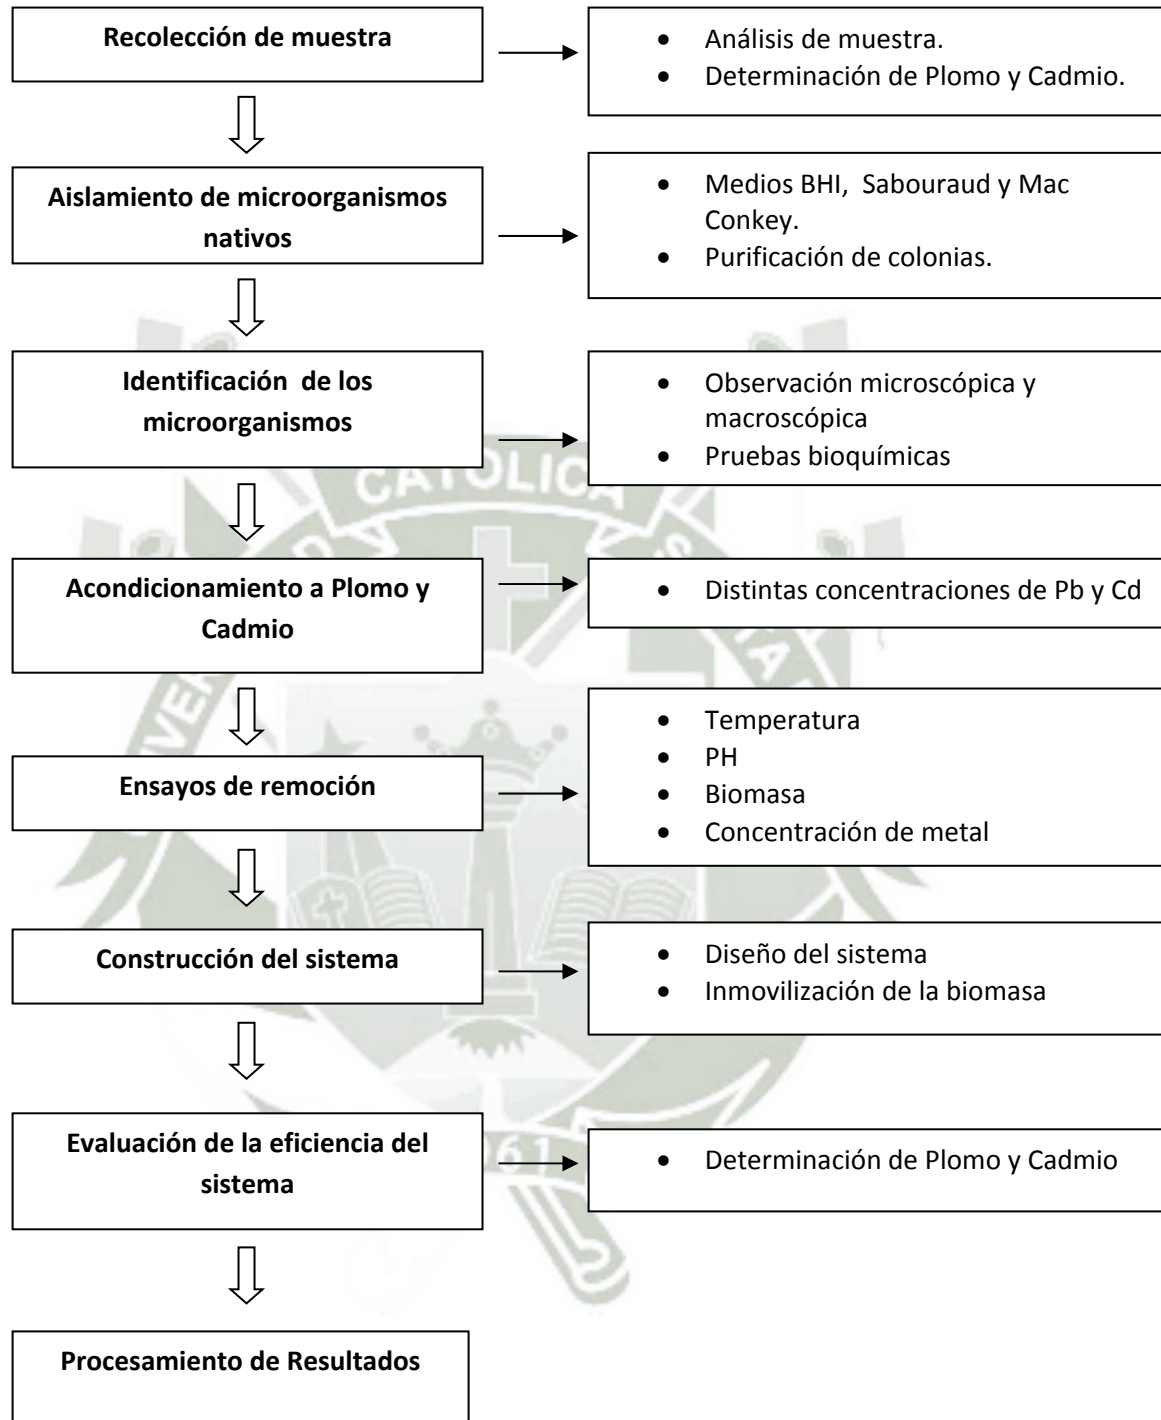 Recolección de muestra
• Análisis de muestra.
• Determinación de Plomo y Cadmio.
Aislamiento de microorganismos
nativos
• Medios BHI, Sabouraud y Mac
Conkey.
• Purificación de colonias.
Identificación de los
microorganismos
• Observación microscópica y
macroscópica
• Pruebas bioquímicas
Acondicionamiento a Plomo y
Cadmio
• Distintas concentraciones de Pb y Cd
Ensayos de remoción
• Temperatura
• PH
• Biomasa
• Concentración de metal
Construcción del sistema
• Diseño del sistema
• Inmovilización de la biomasa
Evaluación de la eficiencia del
sistema
• Determinación de Plomo y Cadmio
Procesamiento de Resultados
CATOLICA